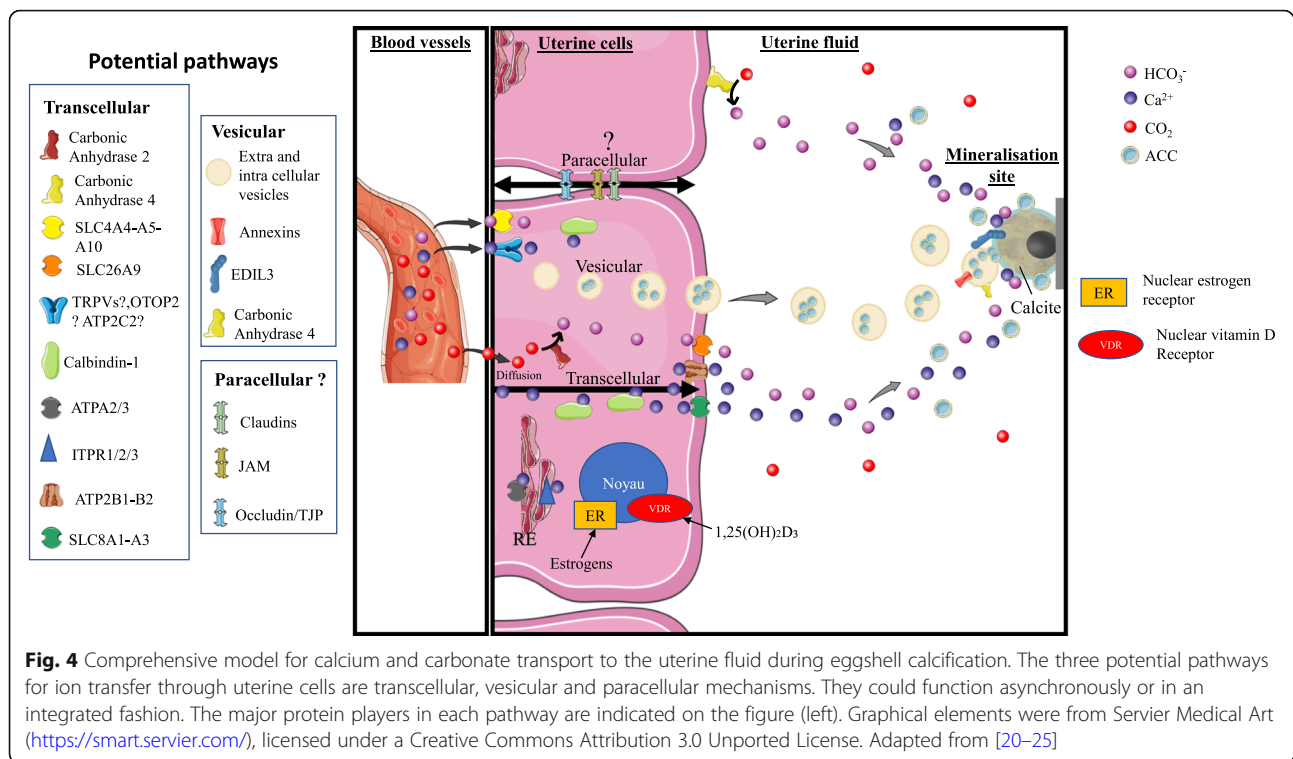 Potential pathways
Transcellular
Carbonic
Anhydrase 2
Carbonic
Anhydrase 4
SLC4A4-A5-
A10
SLC26A9
TRPVs?,OTOP2
? ATP2C2?
Calbindin-1
ATPA2/3
ITPR1/2/3
ATP2B1-B2
SLC8A1-A3
Vesicular
Extra and
intra cellular
vesicles
Annexins
EDIL3
Carbonic
Anhydrase 4
Paracellular ?
Claudins
JAM
Occludin/TJP
Blood vessels
Uterine cells
Uterine fluid
?
Paracellular
Vesicular
Diffusion
Transcellular
Noyau
ER
VDR
RE
Estrogens
1,25(OH)₂D₃
Mineralisation
site
Calcite
HCO₃⁻
Ca²⁺
CO₂
ACC
ER
Nuclear estrogen
receptor
VDR
Nuclear vitamin D
Receptor
Fig. 4 Comprehensive model for calcium and carbonate transport to the uterine fluid during eggshell calcification. The three potential pathways
for ion transfer through uterine cells are transcellular, vesicular and paracellular mechanisms. They could function asynchronously or in an
integrated fashion. The major protein players in each pathway are indicated on the figure (left). Graphical elements were from Servier Medical Art
(https://smart.servier.com/), licensed under a Creative Commons Attribution 3.0 Unported License. Adapted from [20–25]